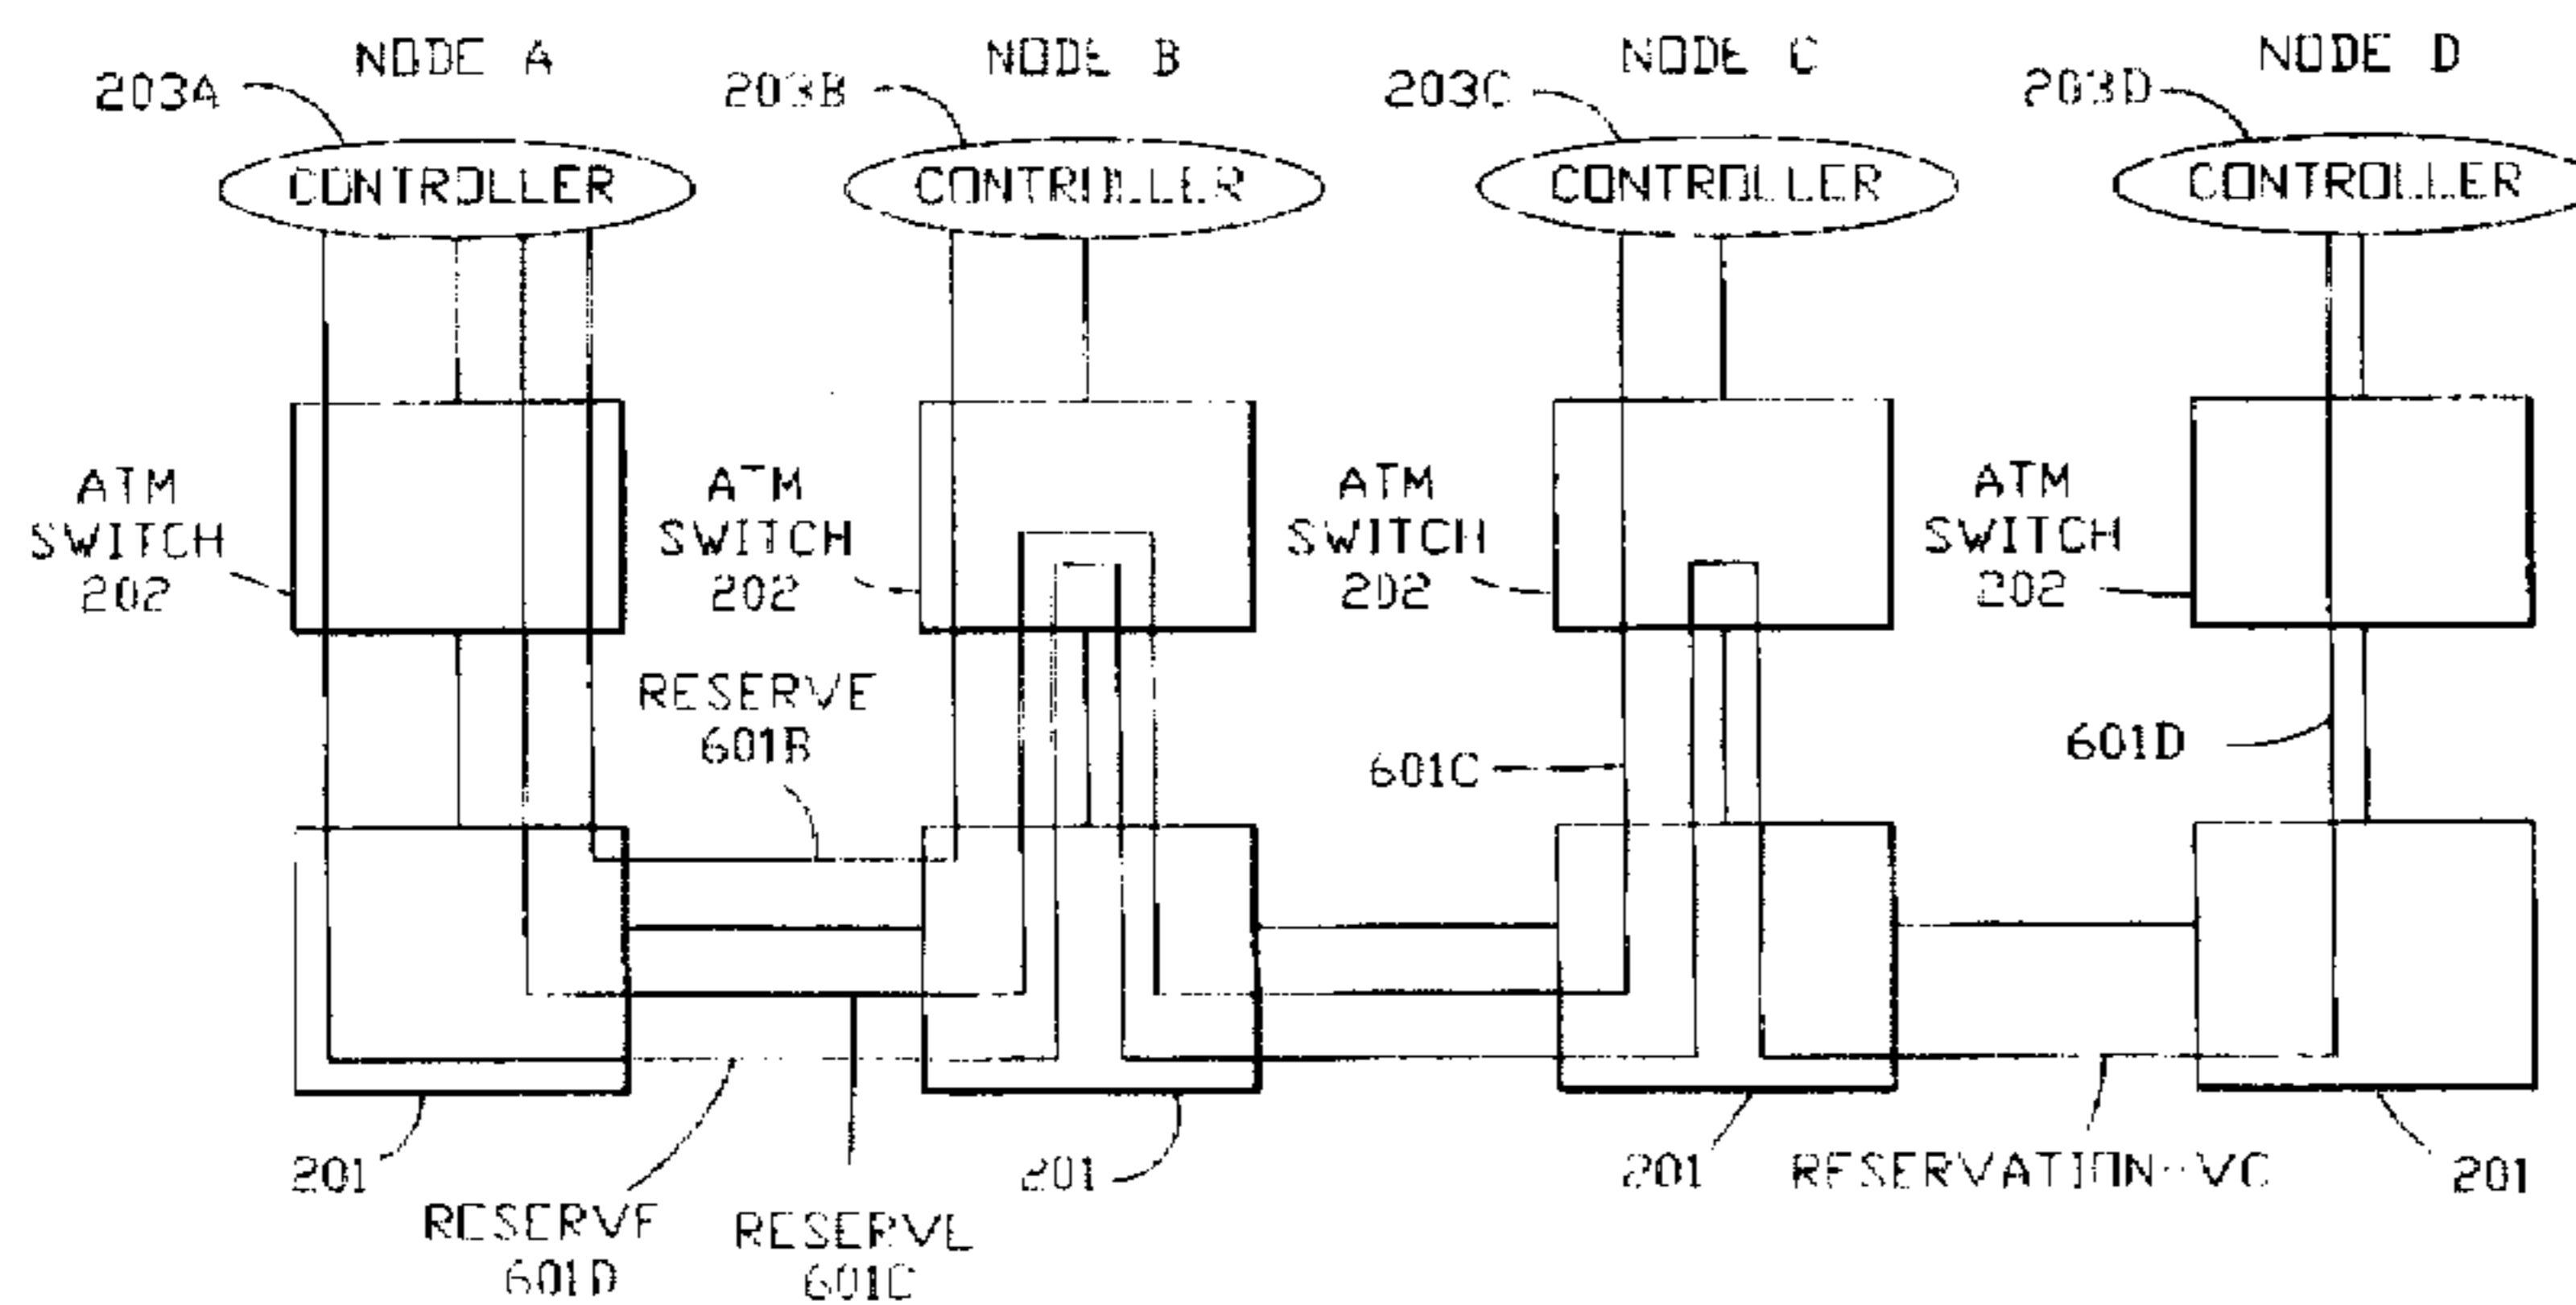 NODE A
NODE B
NODE C
NODE D
203A
203B
203C
203D
CONTROLLER
CONTROLLER
CONTROLLER
CONTROLLER
ATM
SWITCH
202
ATM
SWITCH
202
ATM
SWITCH
202
ATM
SWITCH
202
RESERVE
601B
601C
601D
201
201
201
RESERVATION-VC
201
RESERVE
601D
RESERVE
601C